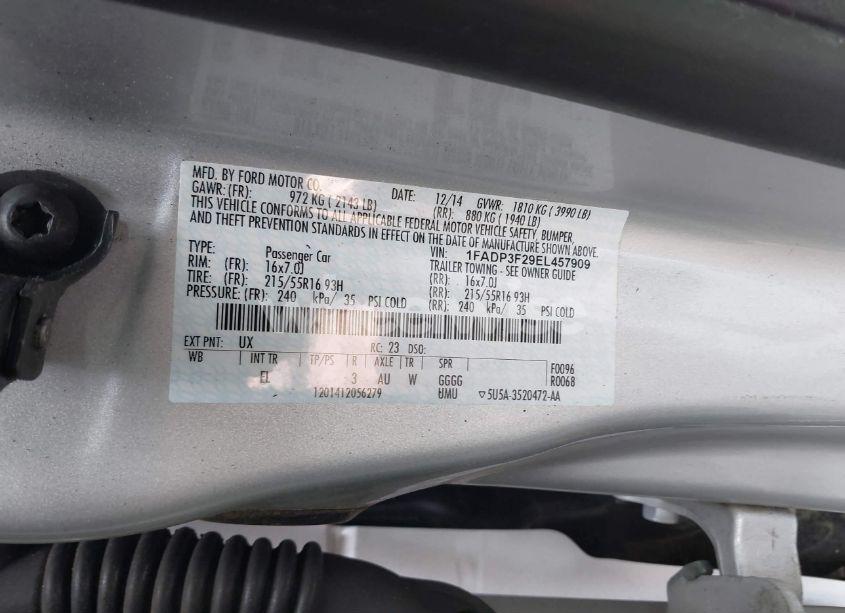 MFD. BY FORD MOTOR CO. DATE: 12/14 GVWR: 1810 KG ( 3990 LB)
GAWR: (FR): 972 KG ( 2143 LB) (RR): 880 KG ( 1940 LB)
THIS VEHICLE CONFORMS TO ALL APPLICABLE FEDERAL MOTOR VEHICLE SAFETY, BUMPER,
AND THEFT PREVENTION STANDARDS IN EFFECT ON THE DATE OF MANUFACTURE SHOWN ABOVE.
VIN: 1FADP3F29EL457909
TYPE: Passenger Car TRAILER TOWING - SEE OWNER GUIDE
RIM: (FR): 16x7.0J (RR): 16x7.0J
TIRE: (FR): 215/55R16 93H (RR): 215/55R16 93H
PRESSURE: (FR): 240 kPa/ 35 PSI COLD (RR): 240 kPa/ 35 PSI COLD
EXT PNT: UX RC: 23 DSO:
WB INT TR TP/PS R AXLE TR SPR F0096
EL 3 AU W GGGG R0068
1201412056279 UMU ▽5U5A-3520472-AA